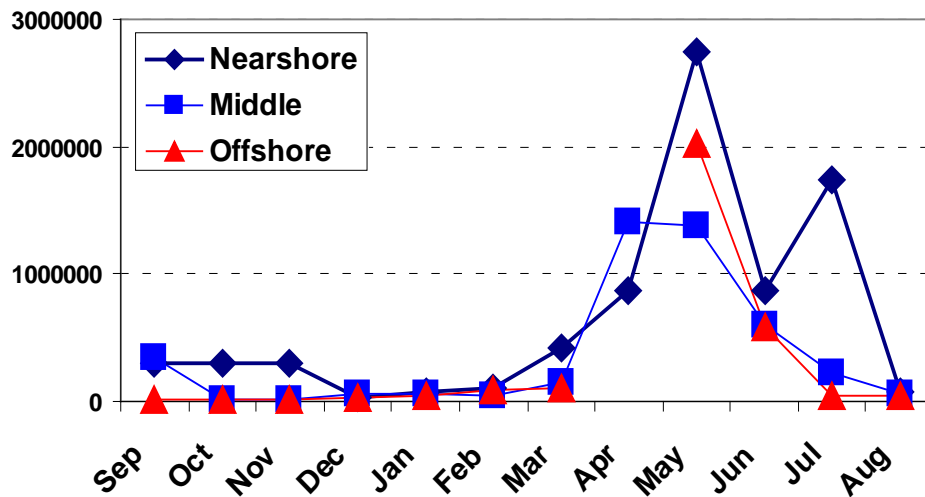 3000000
2000000
1000000
0
Nearshore
Middle
Offshore
Sep Oct Nov Dec Jan Feb Mar Apr May Jun Jul Aug